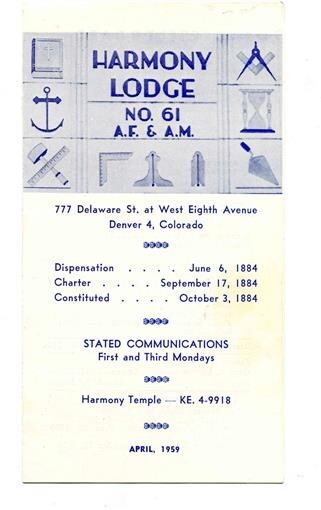 HARMONY
LODGE
NO. 61
A.F. & A.M.
777 Delaware St. at West Eighth Avenue
Denver 4, Colorado
Dispensation . . . . June 6, 1884
Charter . . . . September 17, 1884
Constituted . . . . October 3, 1884
STATED COMMUNICATIONS
First and Third Mondays
Harmony Temple — KE. 4-9918
APRIL, 1959